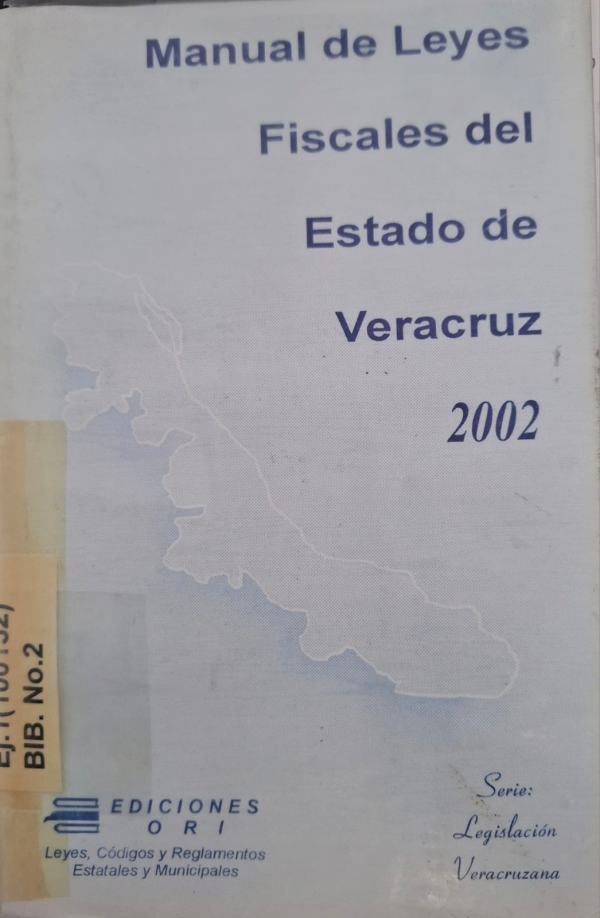 Manual de Leyes
Fiscales del
Estado de
Veracruz
2002
BIB. No.2
EDICIONES
ORI
Leyes, Códigos y Reglamentos
Estatales y Municipales
Serie:
Legislación
Veracruzana